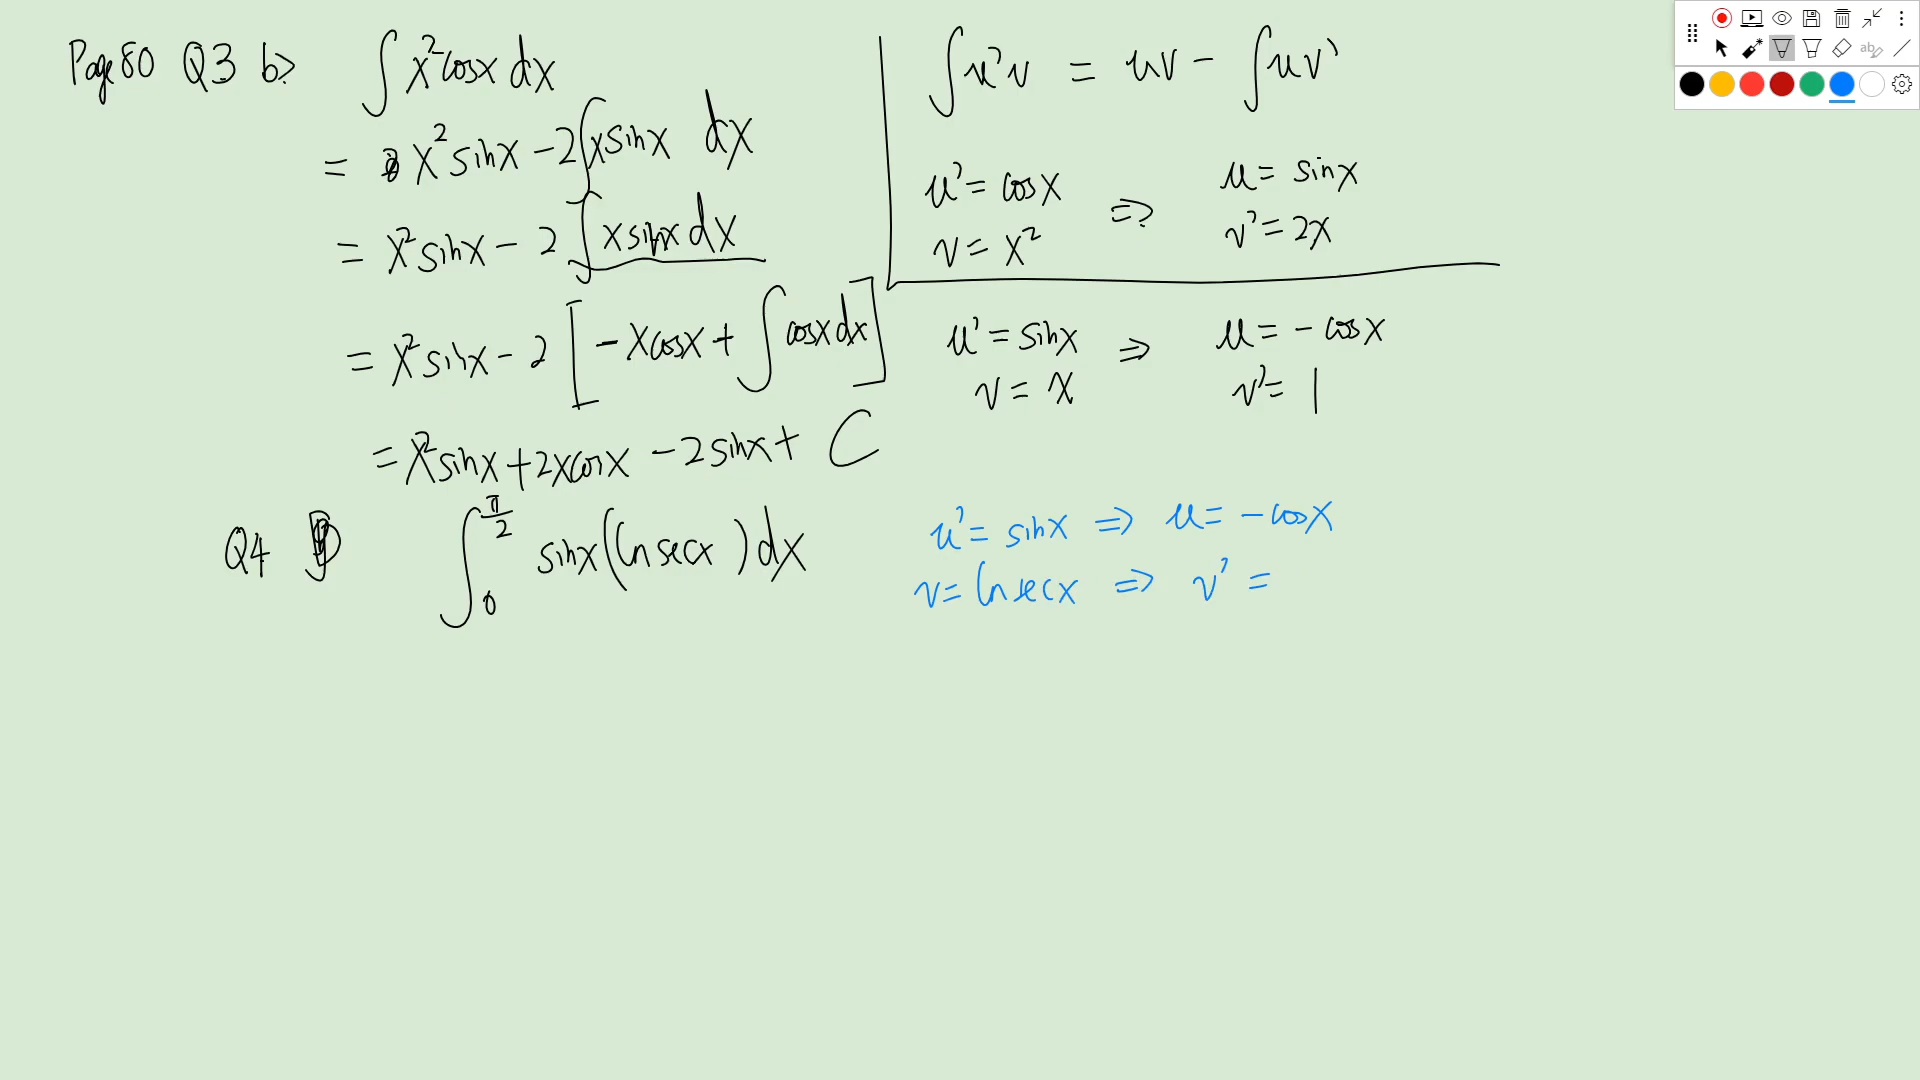 Page 80 Q3 b> ∫x²cosx dx
= x²sinx − 2∫xsinx dx
= x²sinx − 2∫xsinx dx
= x²sinx − 2[−xcosx + ∫cosx dx]
= x²sinx + 2xcosx − 2sinx + C
∫u'v = uv − ∫uv'
u' = cosx ⇒ u = sinx
v = x² v' = 2x
u' = sinx ⇒ u = −cosx
v = x v' = 1
Q4 ∫₀^(π/2) sinx(ln secx) dx
u' = sinx ⇒ u = −cosx
v = ln secx ⇒ v' =
ab